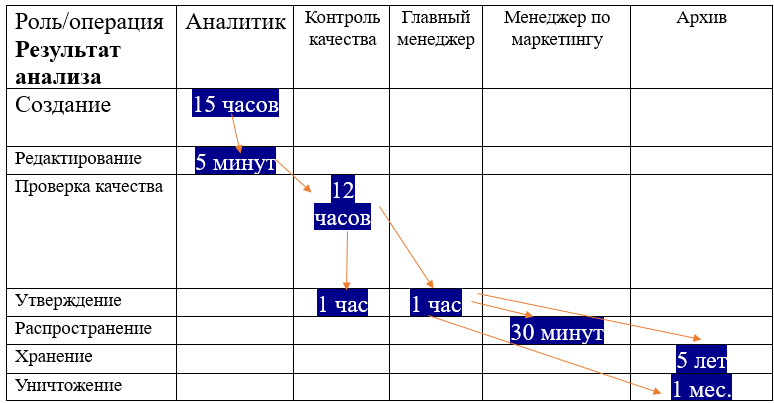 Роль/операция
Результат
анализа
Аналитик
Контроль
качества
Главный
менеджер
Менеджер по
маркетингу
Архив
Создание
15 часов
Редактирование
5 минут
Проверка качества
12
часов
Утверждение
1 час
1 час
Распространение
30 минут
Хранение
5 лет
Уничтожение
1 мес.